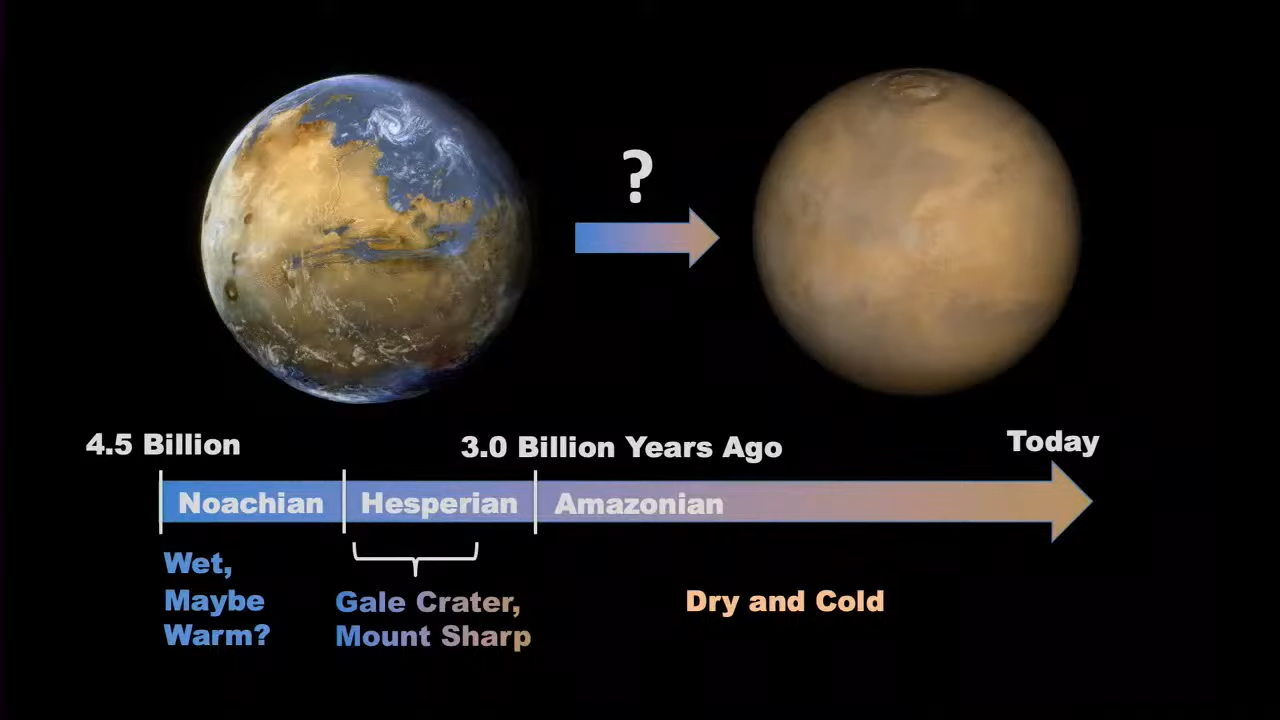 ?
4.5 Billion
3.0 Billion Years Ago
Today
Noachian
Hesperian
Amazonian
Wet,
Maybe
Warm?
Gale Crater,
Mount Sharp
Dry and Cold